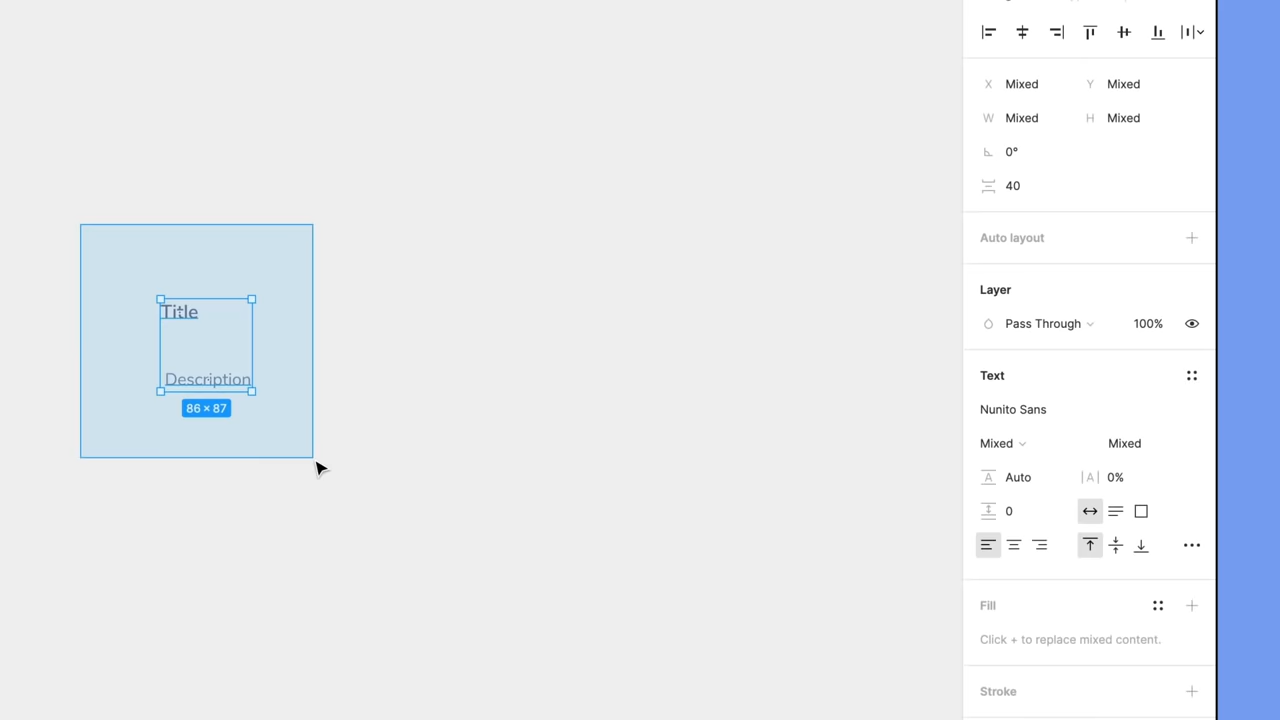 X Mixed Y Mixed
W Mixed H Mixed
0°
40
Auto layout
Layer
Pass Through 100%
Text
Nunito Sans
Mixed Mixed
A Auto |A| 0%
0
Fill
Click + to replace mixed content.
Stroke
Title
Description
86 × 87